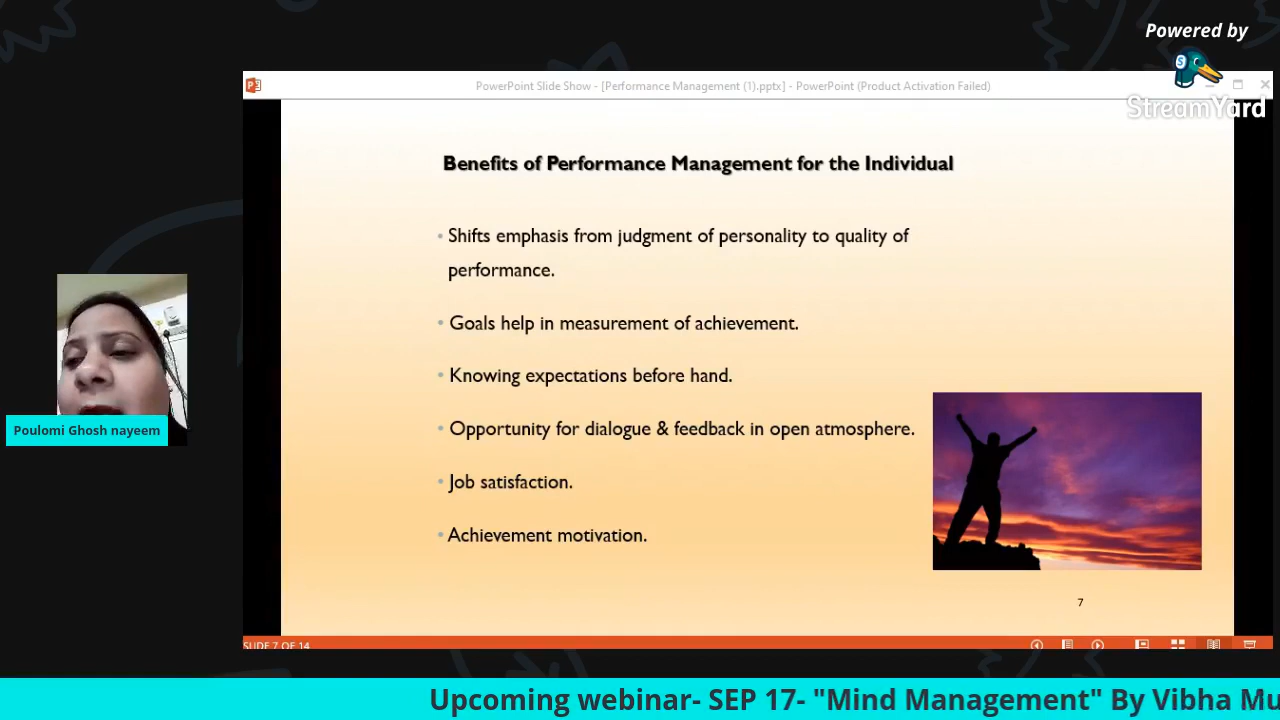 Powered by
S
StreamYard
PowerPoint Slide Show - [Performance Management (1).pptx] - PowerPoint (Product Activation Failed)
Benefits of Performance Management for the Individual
• Shifts emphasis from judgment of personality to quality of
performance.
• Goals help in measurement of achievement.
• Knowing expectations before hand.
• Opportunity for dialogue & feedback in open atmosphere.
• Job satisfaction.
• Achievement motivation.
7
SLIDE 7 OF 14
Poulomi Ghosh nayeem
Upcoming webinar- SEP 17- "Mind Management" By Vibha Mu